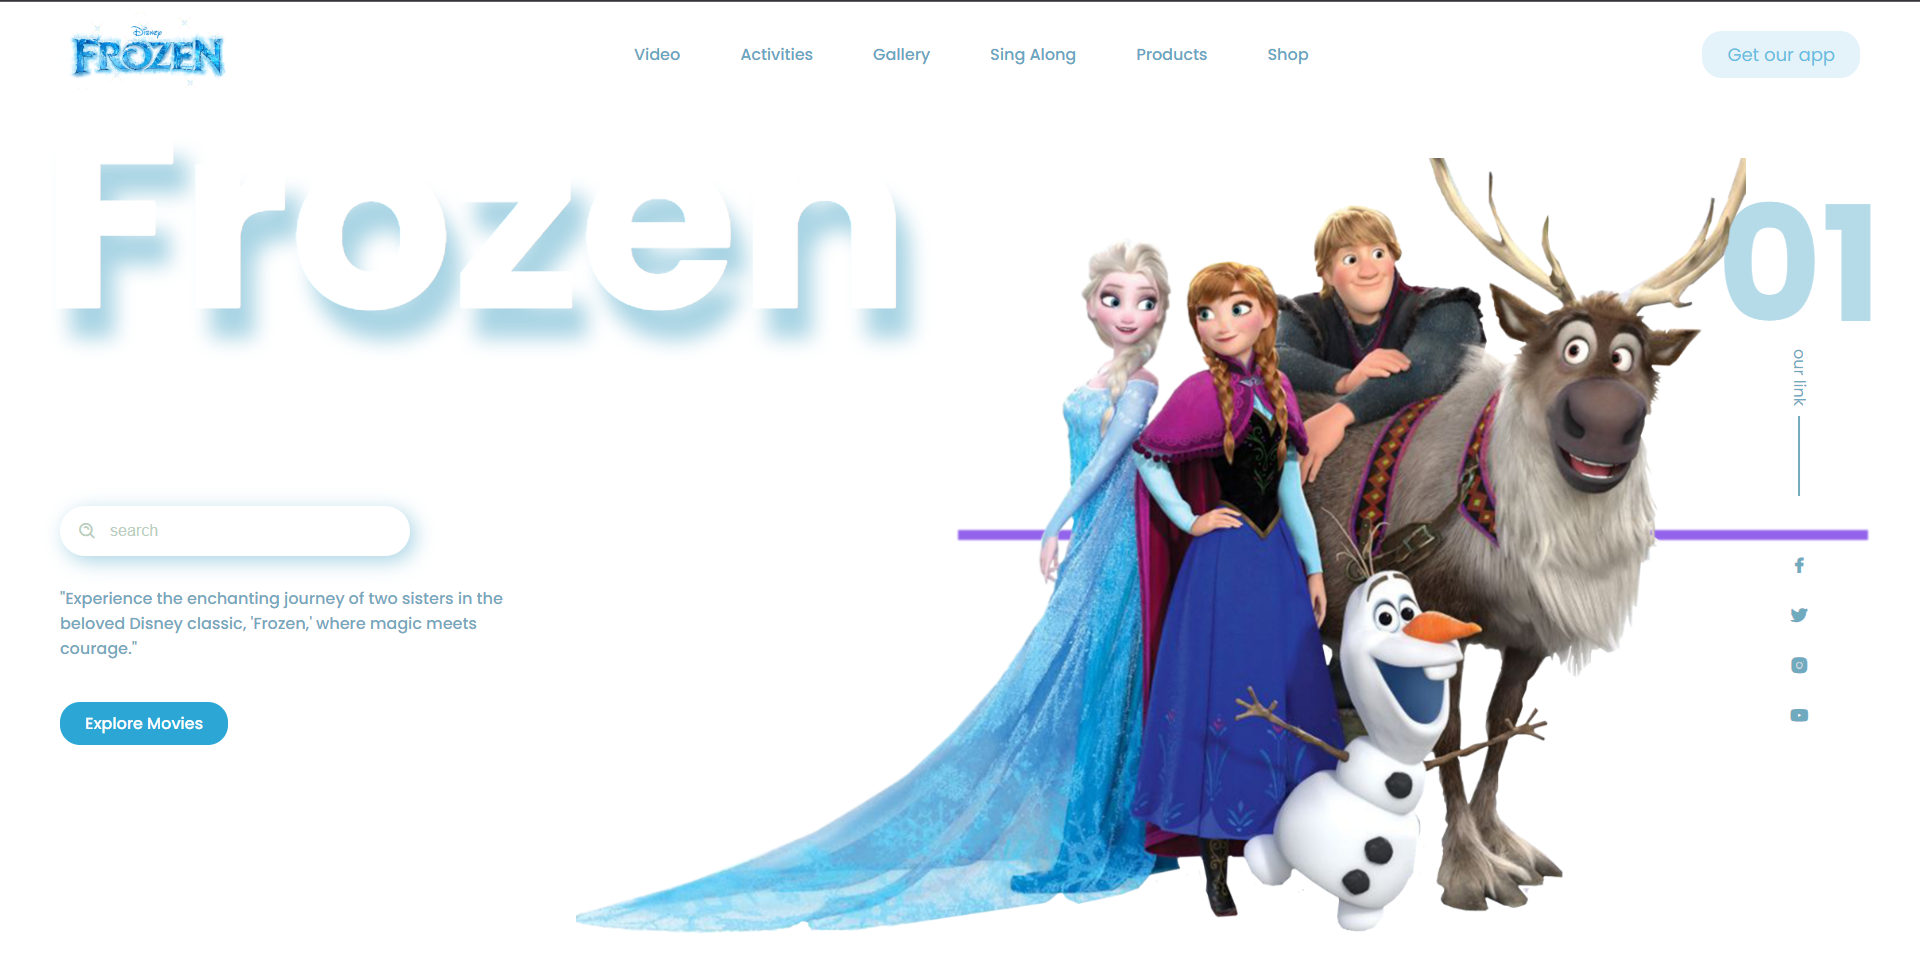 Disney
FROZEN
Video
Activities
Gallery
Sing Along
Products
Shop
Get our app
Frozen
01
our link
search
"Experience the enchanting journey of two sisters in the
beloved Disney classic, 'Frozen,' where magic meets
courage."
Explore Movies